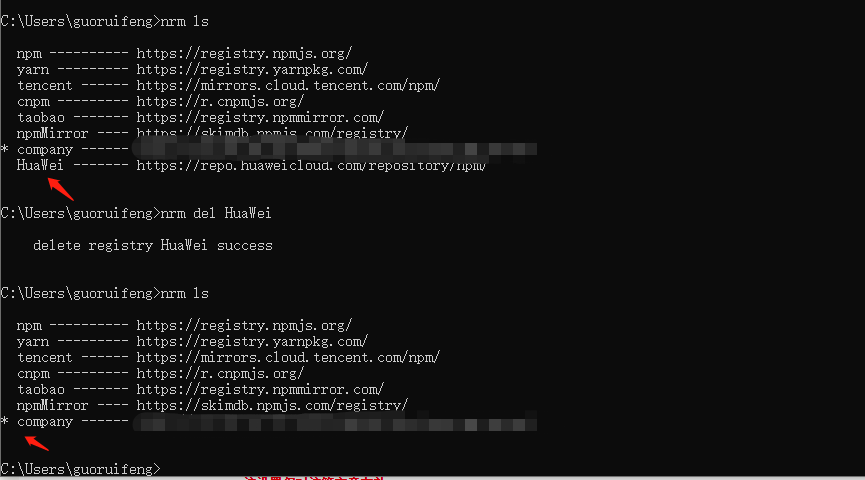 C:\Users\guoruifeng>nrm ls
npm ---------- https://registry.npmjs.org/
yarn --------- https://registry.yarnpkg.com/
tencent ------ https://mirrors.cloud.tencent.com/npm/
cnpm --------- https://r.cnpmjs.org/
taobao ------- https://registry.npmmirror.com/
npmMirror ---- https://skimdb.npmjs.com/registry/
* company ------
HuaWei ------- https://repo.huaweicloud.com/repository/npm/
C:\Users\guoruifeng>nrm del HuaWei
delete registry HuaWei success
C:\Users\guoruifeng>nrm ls
npm ---------- https://registry.npmjs.org/
yarn --------- https://registry.yarnpkg.com/
tencent ------ https://mirrors.cloud.tencent.com/npm/
cnpm --------- https://r.cnpmjs.org/
taobao ------- https://registry.npmmirror.com/
npmMirror ---- https://skimdb.npmjs.com/registry/
* company ------
C:\Users\guoruifeng>